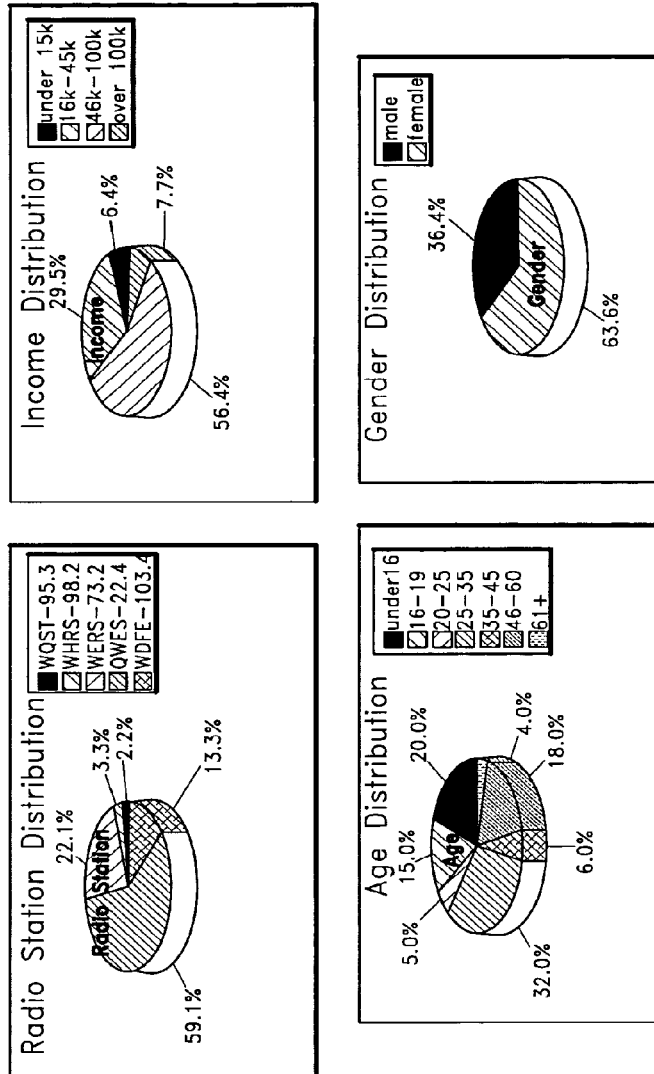 Radio Station Distribution
WQST-95.3
WHRS-98.2
WERS-73.2
QWES-22.4
WDFE-103.4
Radio Station
22.1%
3.3%
2.2%
13.3%
59.1%
Income Distribution
under 15k
16k-45k
46k-100k
over 100k
Income
29.5%
6.4%
7.7%
56.4%
Age Distribution
under16
16-19
20-25
25-35
35-45
46-60
61+
Age
5.0%
15.0%
20.0%
4.0%
18.0%
6.0%
32.0%
Gender Distribution
male
female
Gender
36.4%
63.6%